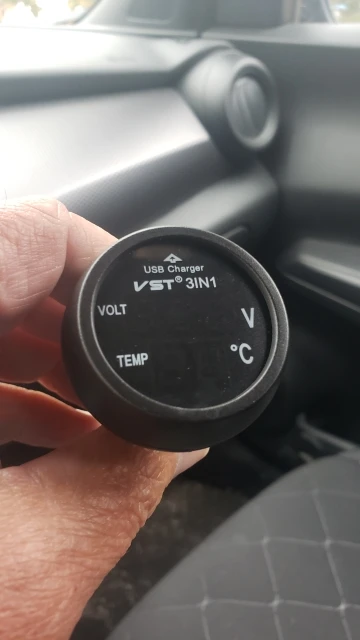 USB Charger
VST® 3IN1
VOLT V
TEMP °C